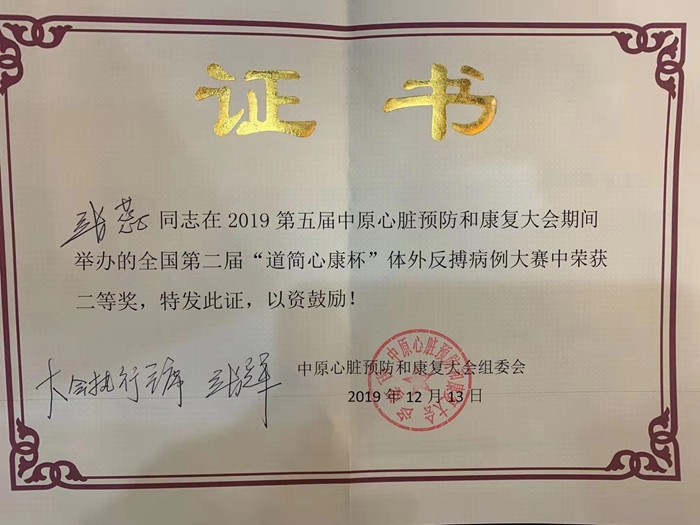 证书
张蕊同志在 2019 第五届中原心脏预防和康复大会期间
举办的全国第二届“道简心康杯”体外反搏病例大赛中荣获
二等奖，特发此证，以资鼓励！
大会执行主席
中原心脏预防和康复大会组委会
2019 年 12 月 13 日